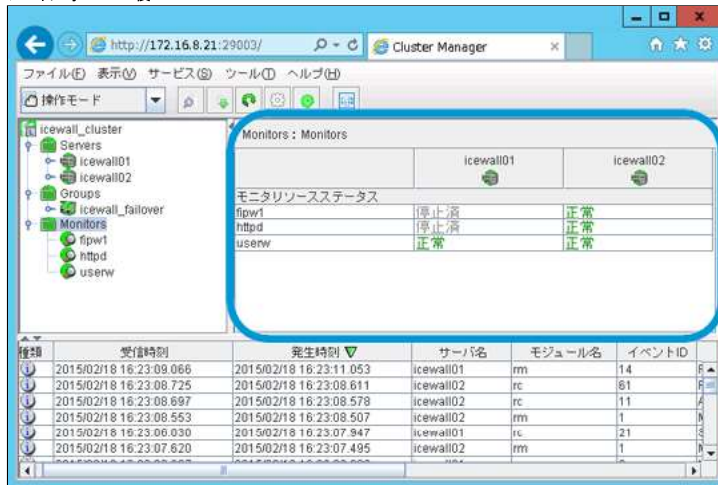 http://172.16.8.21:29003/
Cluster Manager
ファイル(F) 表示(V) サービス(S) ツール(T) ヘルプ(H)
操作モード
icewall_cluster
Servers
icewall01
icewall02
Groups
icewall_failover
Monitors
fipw1
httpd
userw
Monitors : Monitors
icewall01 icewall02
モニタリソースステータス
fipw1 停止済 正常
httpd 停止済 正常
userw 正常 正常
種類 受信時刻 発生時刻 サーバ名 モジュール名 イベントID
2015/02/18 16:23:09.066 2015/02/18 16:23:11.053 icewall01 rm 14
2015/02/18 16:23:08.725 2015/02/18 16:23:08.611 icewall02 rc 61
2015/02/18 16:23:08.697 2015/02/18 16:23:08.578 icewall02 rc 11
2015/02/18 16:23:08.553 2015/02/18 16:23:08.507 icewall02 rm 1
2015/02/18 16:23:06.030 2015/02/18 16:23:07.947 icewall01 rc 21
2015/02/18 16:23:07.620 2015/02/18 16:23:07.495 icewall02 rm 1